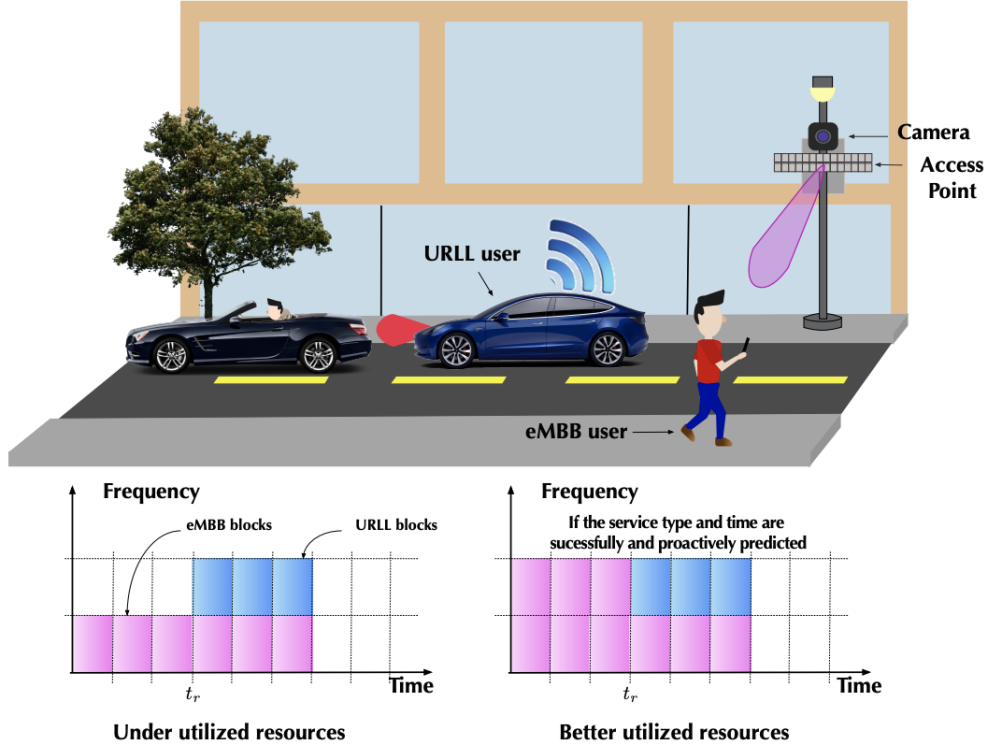 Camera
Access
Point
URLL user
eMBB user
Frequency
eMBB blocks
URLL blocks
t_r
Time
Under utilized resources
Frequency
If the service type and time are
sucessfully and proactively predicted
t_r
Time
Better utilized resources